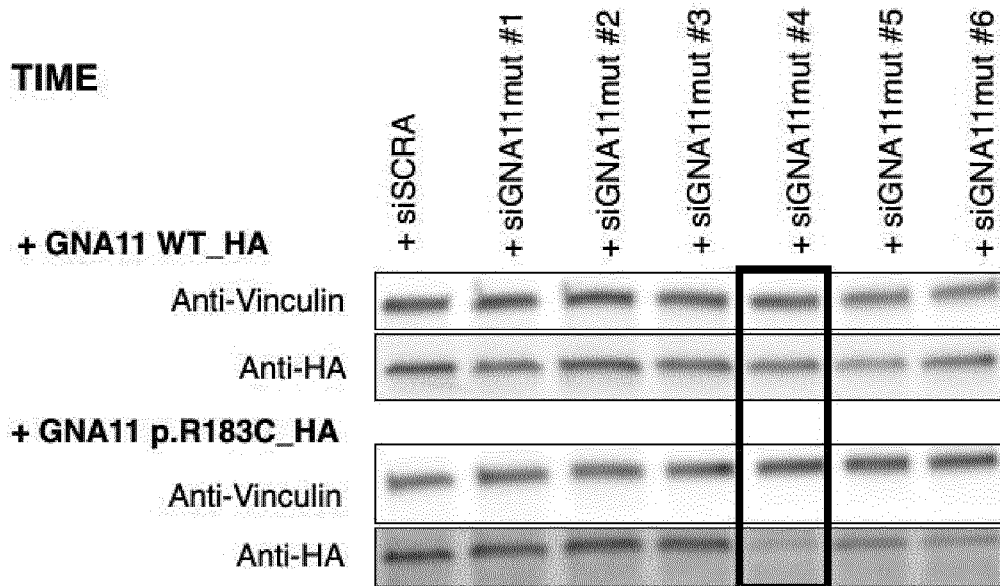 TIME
+ siSCRA
+ siGNA11mut #1
+ siGNA11mut #2
+ siGNA11mut #3
+ siGNA11mut #4
+ siGNA11mut #5
+ siGNA11mut #6
+ GNA11 WT_HA
Anti-Vinculin
Anti-HA
+ GNA11 p.R183C_HA
Anti-Vinculin
Anti-HA